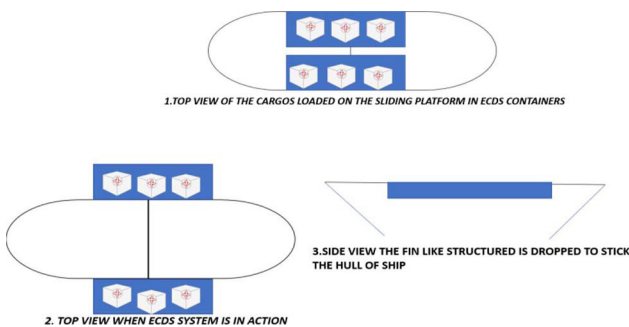 1.TOP VIEW OF THE CARGOS LOADED ON THE SLIDING PLATFORM IN ECDS CONTAINERS
3.SIDE VIEW THE FIN LIKE STRUCTURED IS DROPPED TO STICK
THE HULL OF SHIP
2. TOP VIEW WHEN ECDS SYSTEM IS IN ACTION